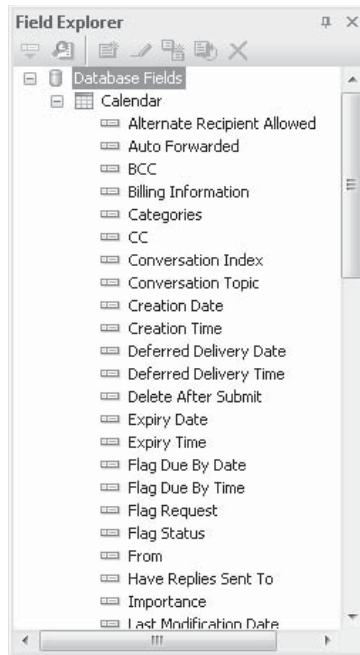 Field Explorer
Database Fields
Calendar
Alternate Recipient Allowed
Auto Forwarded
BCC
Billing Information
Categories
CC
Conversation Index
Conversation Topic
Creation Date
Creation Time
Deferred Delivery Date
Deferred Delivery Time
Delete After Submit
Expiry Date
Expiry Time
Flag Due By Date
Flag Due By Time
Flag Request
Flag Status
From
Have Replies Sent To
Importance
Last Modification Date